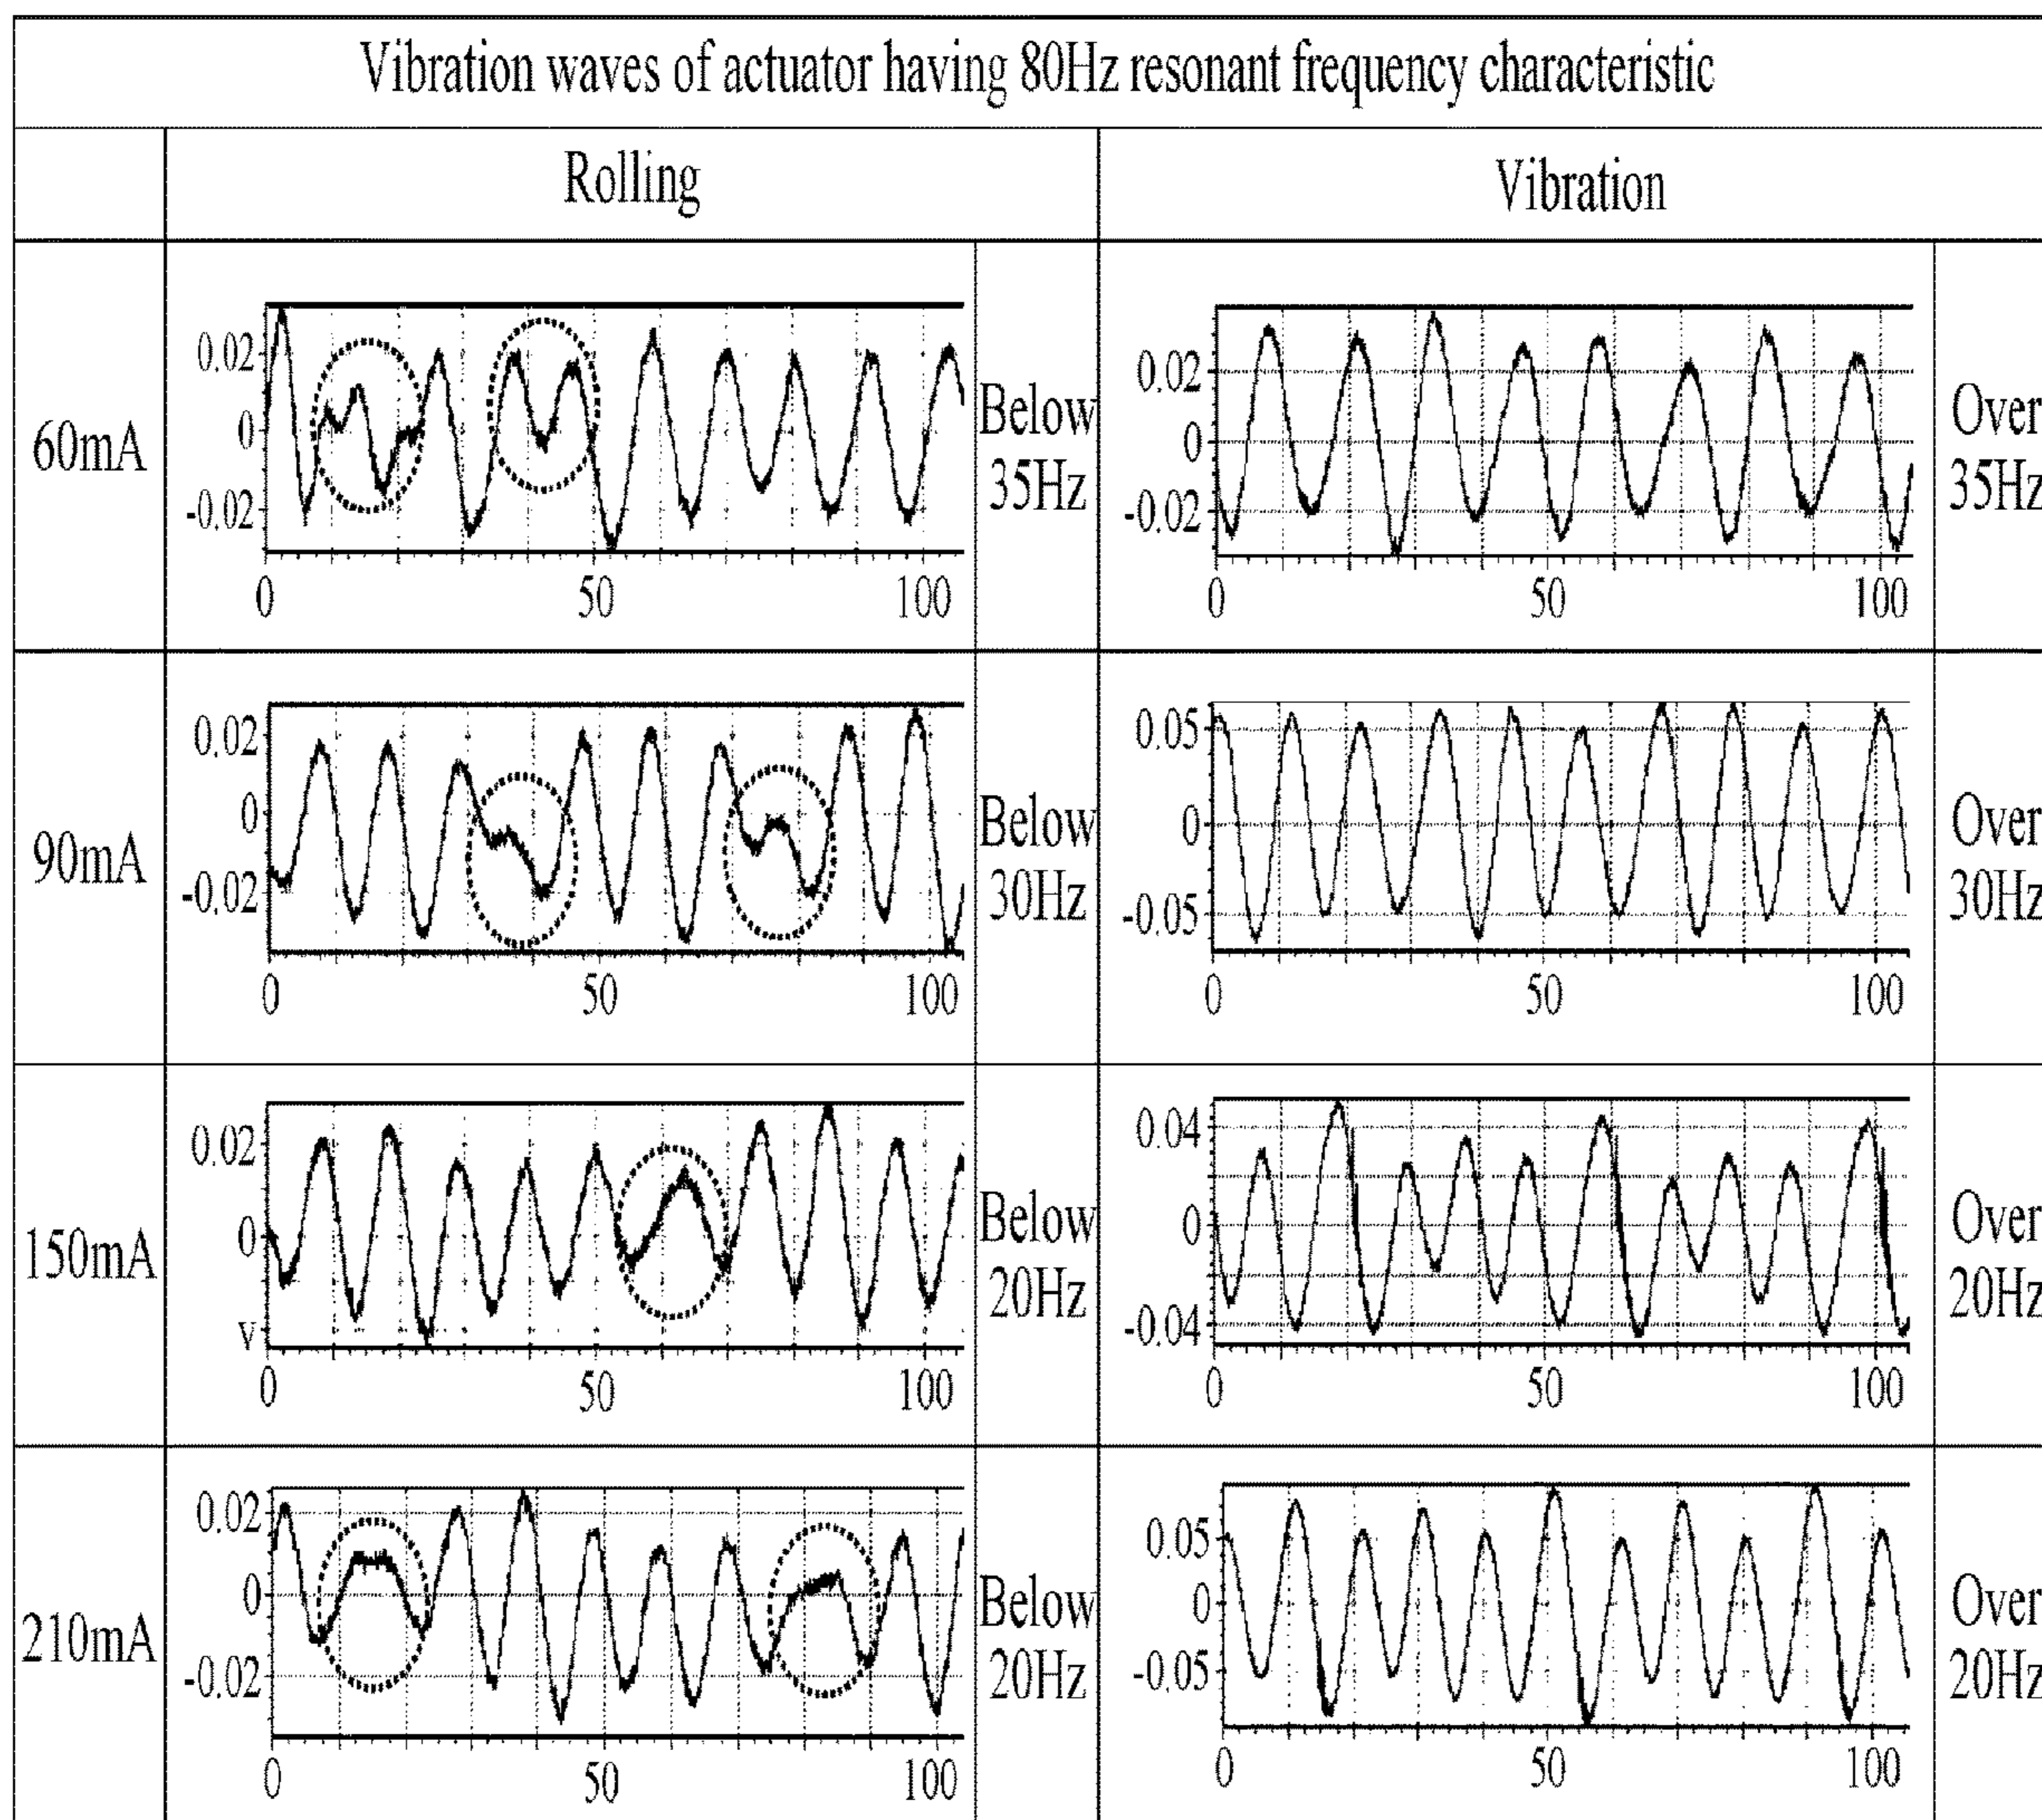 Vibration waves of actuator having 80Hz resonant frequency characteristic
Rolling
Vibration
60mA
0.02
0
-0.02
0
50
100
Below
35Hz
0.02
0
-0.02
0
50
100
Over
35Hz
90mA
0.02
0
-0.02
0
50
100
Below
30Hz
0.05
0
-0.05
0
50
100
Over
30Hz
150mA
0.02
0
V
0
50
100
Below
20Hz
0.04
0
-0.04
0
50
100
Over
20Hz
210mA
0.02
0
-0.02
0
50
100
Below
20Hz
0.05
0
-0.05
0
50
100
Over
20Hz